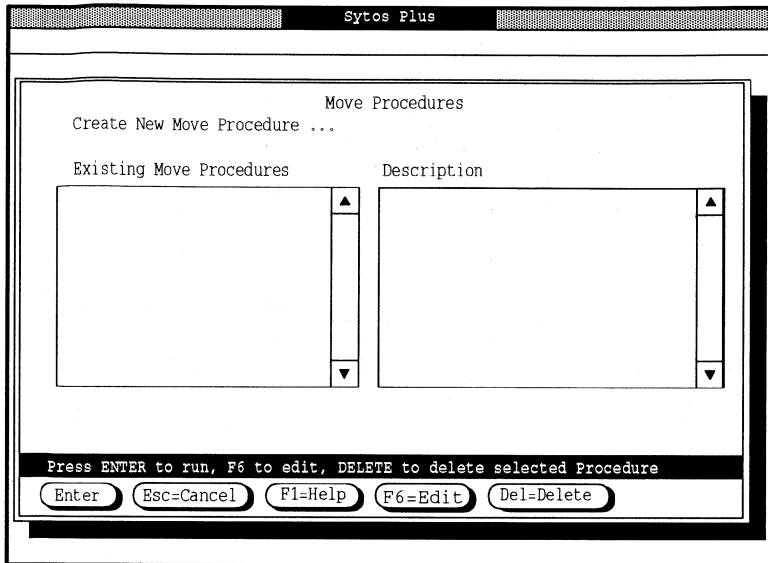 Sytos Plus
Move Procedures
Create New Move Procedure ...
Existing Move Procedures
Description
Press ENTER to run, F6 to edit, DELETE to delete selected Procedure
Enter Esc=Cancel F1=Help F6=Edit Del=Delete